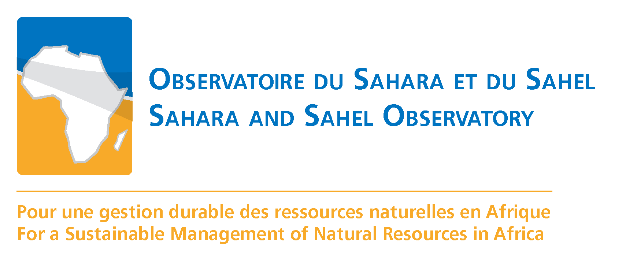 OBSERVATOIRE DU SAHARA ET DU SAHEL
SAHARA AND SAHEL OBSERVATORY
Pour une gestion durable des ressources naturelles en Afrique
For a Sustainable Management of Natural Resources in Africa